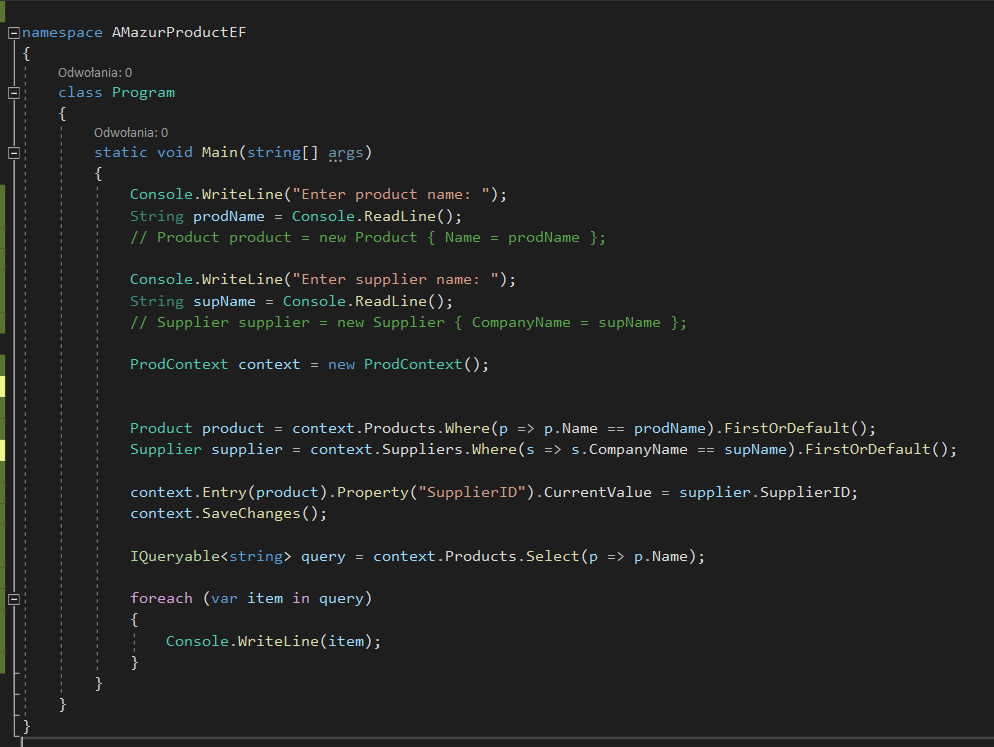 namespace AMazurProductEF
{
Odwołania: 0
class Program
{
Odwołania: 0
static void Main(string[] args)
{
Console.WriteLine("Enter product name: ");
String prodName = Console.ReadLine();
// Product product = new Product { Name = prodName };
Console.WriteLine("Enter supplier name: ");
String supName = Console.ReadLine();
// Supplier supplier = new Supplier { CompanyName = supName };
ProdContext context = new ProdContext();
Product product = context.Products.Where(p => p.Name == prodName).FirstOrDefault();
Supplier supplier = context.Suppliers.Where(s => s.CompanyName == supName).FirstOrDefault();
context.Entry(product).Property("SupplierID").CurrentValue = supplier.SupplierID;
context.SaveChanges();
IQueryable<string> query = context.Products.Select(p => p.Name);
foreach (var item in query)
{
Console.WriteLine(item);
}
}
}
}